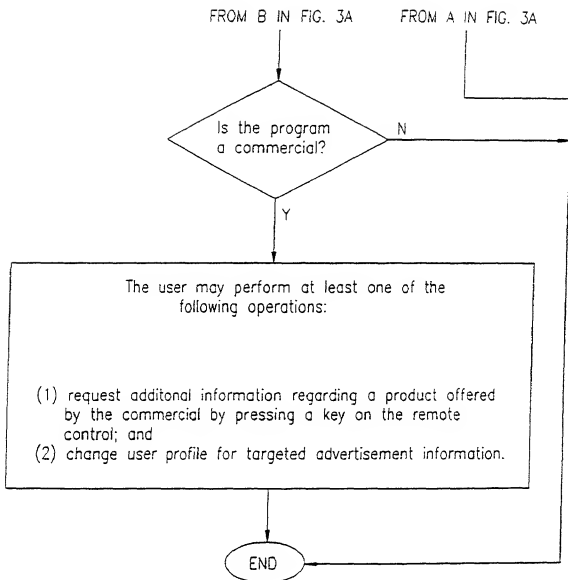 FROM B IN FIG. 3A
FROM A IN FIG. 3A
Is the program
a commercial?
N
Y
The user may perform at least one of the
following operations:
(1) request additonal information regarding a product offered
by the commercial by pressing a key on the remote
control; and
(2) change user profile for targeted advertisement information.
END